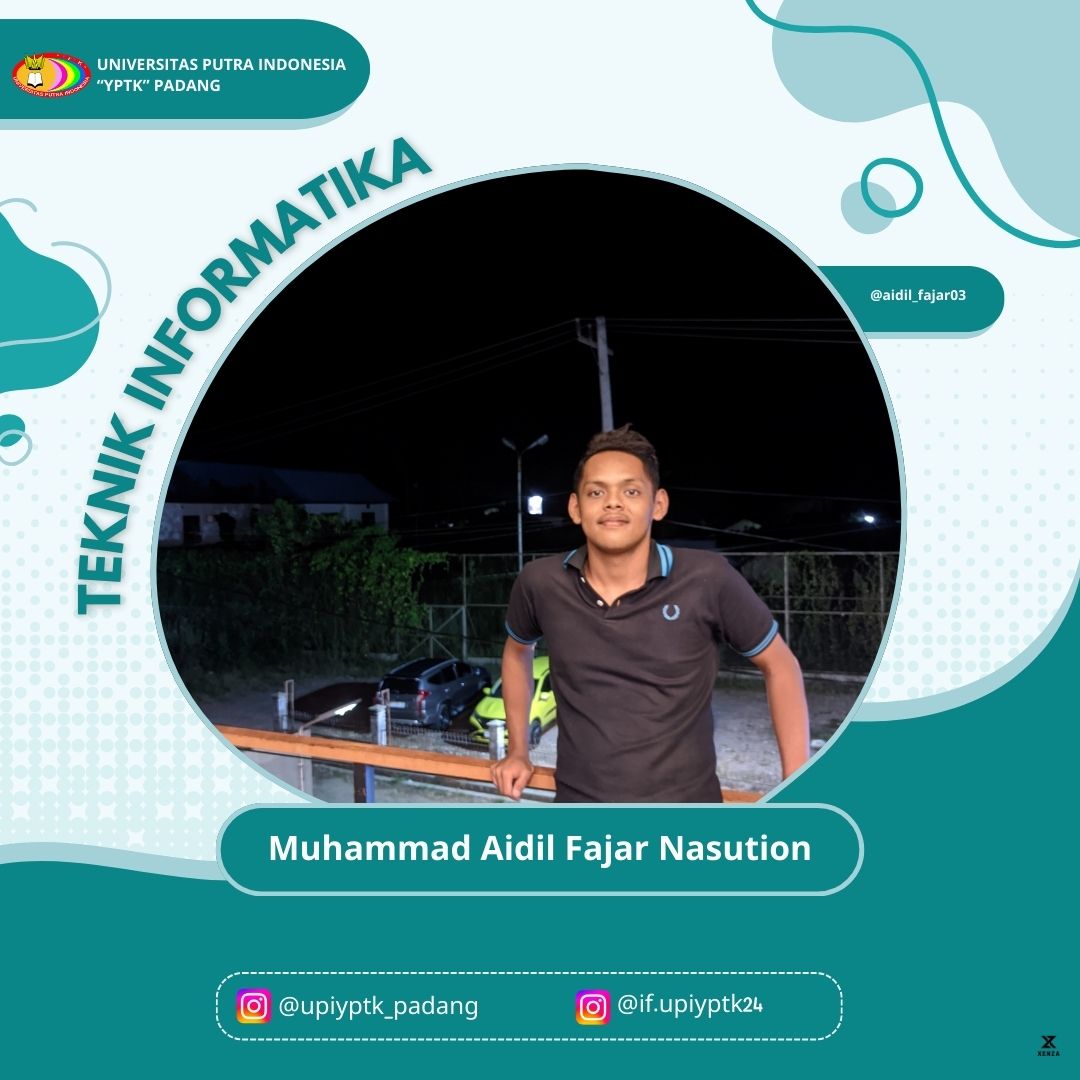 UNIVERSITAS PUTRA INDONESIA
“YPTK” PADANG
TEKNIK INFORMATIKA
@aidil_fajar03
Muhammad Aidil Fajar Nasution
@upiyptk_padang
@if.upiyptk24
XENZA